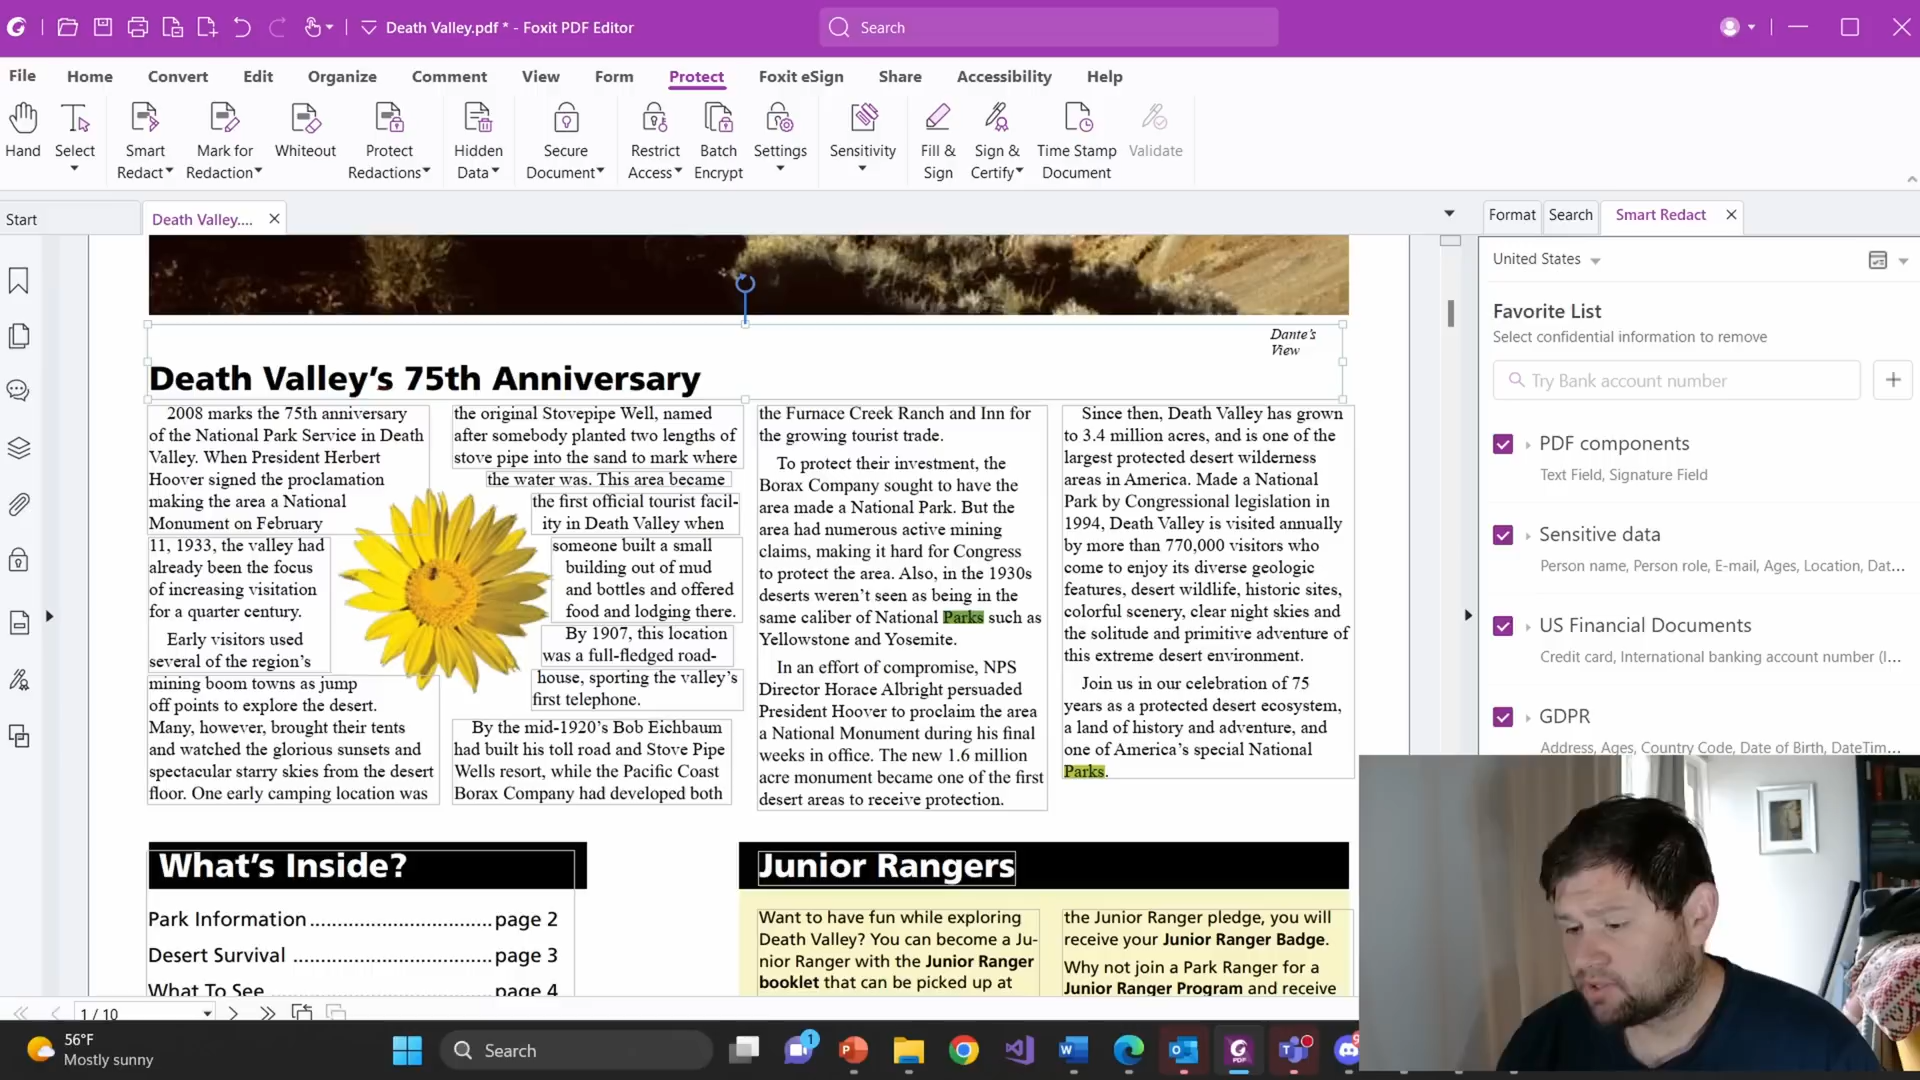 Death Valley.pdf * - Foxit PDF Editor
Search
File
Home
Convert
Edit
Organize
Comment
View
Form
Protect
Foxit eSign
Share
Accessibility
Help
Hand
Select
Smart
Redact
Mark for
Redaction
Whiteout
Protect
Redactions
Hidden
Data
Secure
Document
Restrict
Access
Batch
Encrypt
Settings
Sensitivity
Fill &
Sign
Sign &
Certify
Time Stamp
Document
Validate
Start
Death Valley....
Format
Search
Smart Redact
Dante's
View
Death Valley's 75th Anniversary
2008 marks the 75th anniversary
of the National Park Service in Death
Valley. When President Herbert
Hoover signed the proclamation
making the area a National
Monument on February
11, 1933, the valley had
already been the focus
of increasing visitation
for a quarter century.
Early visitors used
several of the region's
mining boom towns as jump
off points to explore the desert.
Many, however, brought their tents
and watched the glorious sunsets and
spectacular starry skies from the desert
floor. One early camping location was
the original Stovepipe Well, named
after somebody planted two lengths of
stove pipe into the sand to mark where
the water was. This area became
the first official tourist facil-
ity in Death Valley when
someone built a small
building out of mud
and bottles and offered
food and lodging there.
By 1907, this location
was a full-fledged road-
house, sporting the valley's
first telephone.
By the mid-1920's Bob Eichbaum
had built his toll road and Stove Pipe
Wells resort, while the Pacific Coast
Borax Company had developed both
the Furnace Creek Ranch and Inn for
the growing tourist trade.
To protect their investment, the
Borax Company sought to have the
area made a National Park. But the
area had numerous active mining
claims, making it hard for Congress
to protect the area. Also, in the 1930s
deserts weren't seen as being in the
same caliber of National Parks such as
Yellowstone and Yosemite.
In an effort of compromise, NPS
Director Horace Albright persuaded
President Hoover to proclaim the area
a National Monument during his final
weeks in office. The new 1.6 million
acre monument became one of the first
desert areas to receive protection.
Since then, Death Valley has grown
to 3.4 million acres, and is one of the
largest protected desert wilderness
areas in America. Made a National
Park by Congressional legislation in
1994, Death Valley is visited annually
by more than 770,000 visitors who
come to enjoy its diverse geologic
features, desert wildlife, historic sites,
colorful scenery, clear night skies and
the solitude and primitive adventure of
this extreme desert environment.
Join us in our celebration of 75
years as a protected desert ecosystem,
a land of history and adventure, and
one of America's special National
Parks.
What's Inside?
Park Information.................................page 2
Desert Survival ...................................page 3
What To See ......................................page 4
Junior Rangers
Want to have fun while exploring
Death Valley? You can become a Ju-
nior Ranger with the Junior Ranger
booklet that can be picked up at
the Junior Ranger pledge, you will
receive your Junior Ranger Badge.
Why not join a Park Ranger for a
Junior Ranger Program and receive
United States
Favorite List
Select confidential information to remove
Try Bank account number
PDF components
Text Field, Signature Field
Sensitive data
Person name, Person role, E-mail, Ages, Location, Dat...
US Financial Documents
Credit card, International banking account number (I...
GDPR
Address, Ages, Country Code, Date of Birth, DateTim...
1 / 10
56°F
Mostly sunny
Search
1